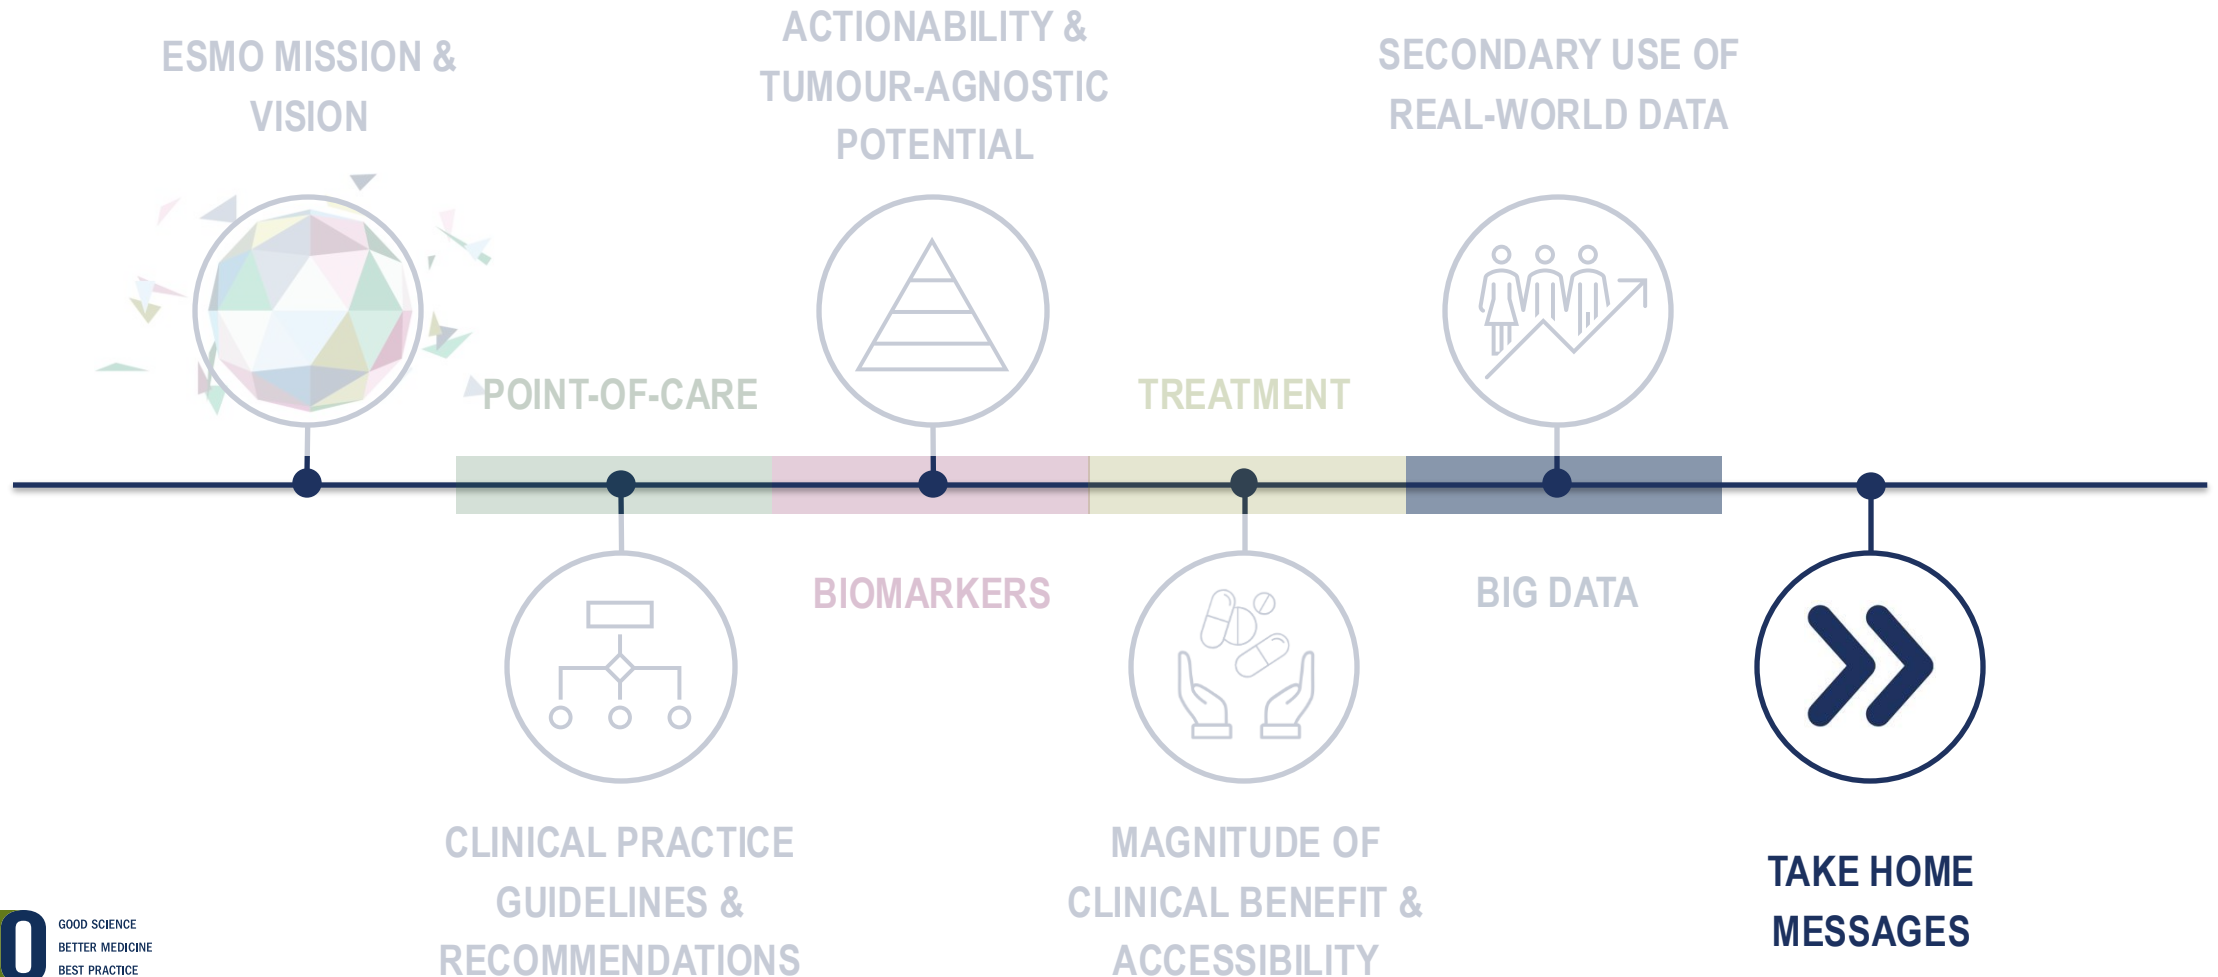 ESMO MISSION &
VISION
ACTIONABILITY &
TUMOUR-AGNOSTIC
POTENTIAL
SECONDARY USE OF
REAL-WORLD DATA
POINT-OF-CARE
TREATMENT
BIOMARKERS
BIG DATA
CLINICAL PRACTICE
GUIDELINES &
RECOMMENDATIONS
MAGNITUDE OF
CLINICAL BENEFIT &
ACCESSIBILITY
TAKE HOME
MESSAGES
O
GOOD SCIENCE
BETTER MEDICINE
BEST PRACTICE